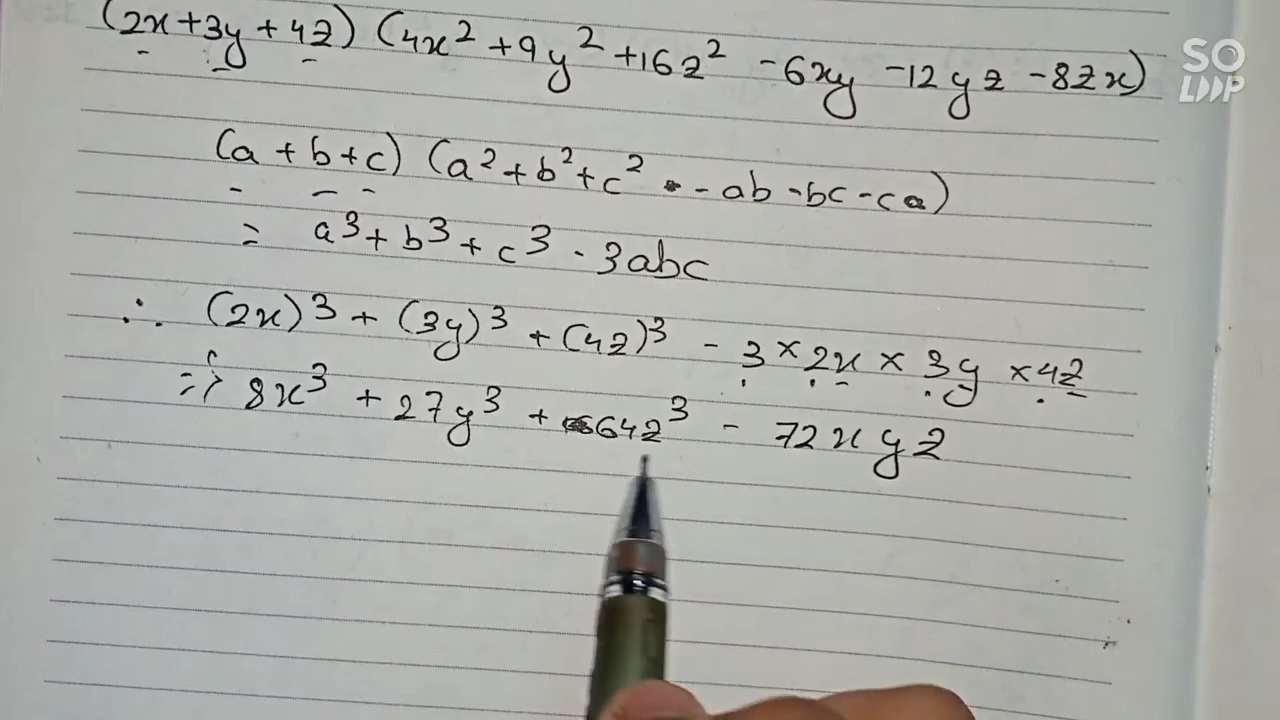 (2x+3y+4z) (4x² +9y² +16z² -6xy -12yz -8zx)
SO
LOOP
(a + b+c) (a²+b²+c² - ab -bc -ca)
= a³+ b³ + c³ - 3abc
∴ (2x)³ + (3y)³ + (4z)³ - 3 × 2x × 3y × 4z
=> 8x³ + 27y³ + 64z³ - 72xyz